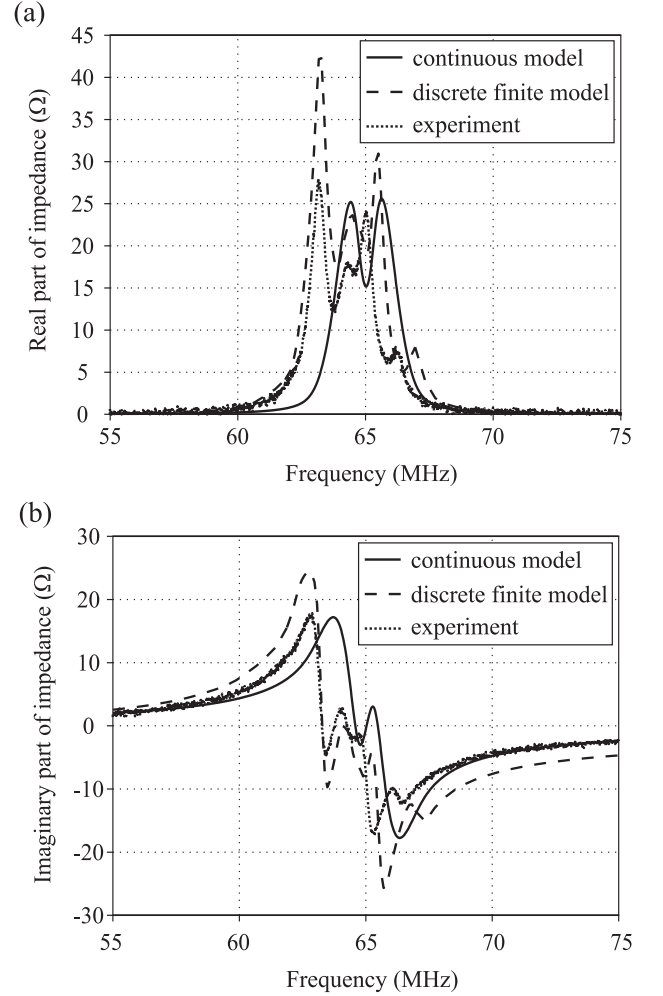 (a)
45
40
35
30
25
20
15
10
5
0
Real part of impedance (Ω)
continuous model
discrete finite model
experiment
55
60
65
70
75
Frequency (MHz)
(b)
30
20
10
0
-10
-20
-30
Imaginary part of impedance (Ω)
continuous model
discrete finite model
experiment
55
60
65
70
75
Frequency (MHz)